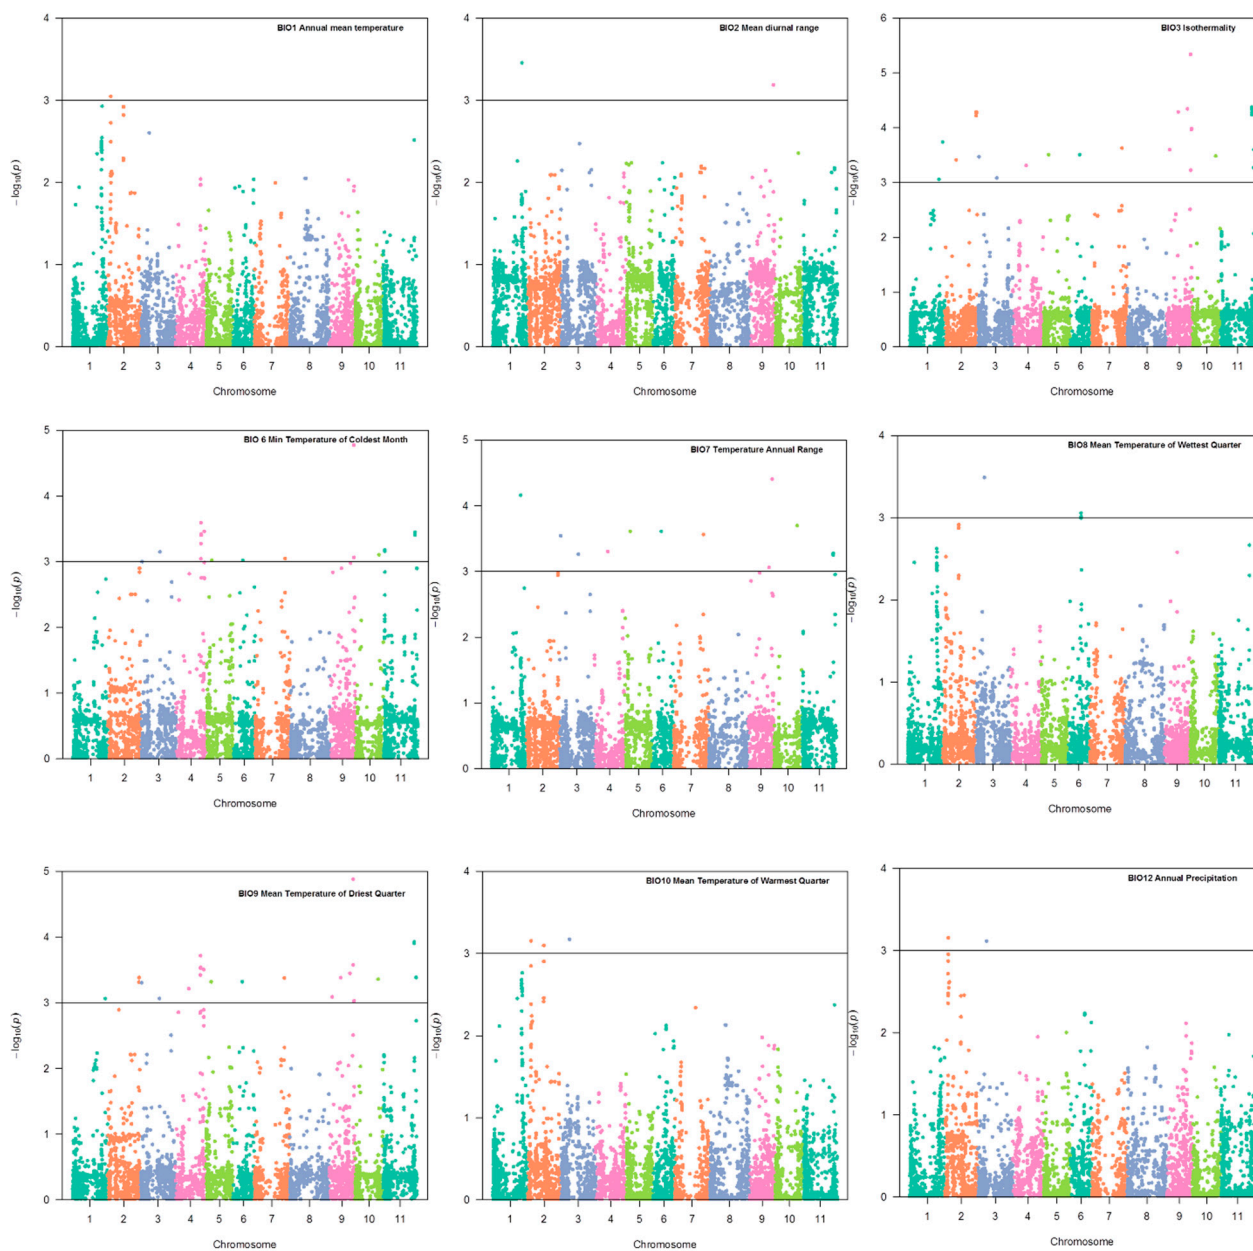 BIO1 Annual mean temperature
4
3
2
1
0
− log₁₀(p)
1 2 3 4 5 6 7 8 9 10 11
Chromosome
BIO2 Mean diurnal range
4
3
2
1
0
− log₁₀(p)
1 2 3 4 5 6 7 8 9 10 11
Chromosome
BIO3 Isothermality
6
5
4
3
2
1
0
− log₁₀(p)
1 2 3 4 5 6 7 8 9 10 11
Chromosome
BIO 6 Min Temperature of Coldest Month
5
4
3
2
1
0
− log₁₀(p)
1 2 3 4 5 6 7 8 9 10 11
Chromosome
BIO7 Temperature Annual Range
5
4
3
2
1
0
− log₁₀(p)
1 2 3 4 5 6 7 8 9 10 11
Chromosome
BIO8 Mean Temperature of Wettest Quarter
4
3
2
1
0
− log₁₀(p)
1 2 3 4 5 6 7 8 9 10 11
Chromosome
BIO9 Mean Temperature of Driest Quarter
5
4
3
2
1
0
− log₁₀(p)
1 2 3 4 5 6 7 8 9 10 11
Chromosome
BIO10 Mean Temperature of Warmest Quarter
4
3
2
1
0
− log₁₀(p)
1 2 3 4 5 6 7 8 9 10 11
Chromosome
BIO12 Annual Precipitation
4
3
2
1
0
− log₁₀(p)
1 2 3 4 5 6 7 8 9 10 11
Chromosome